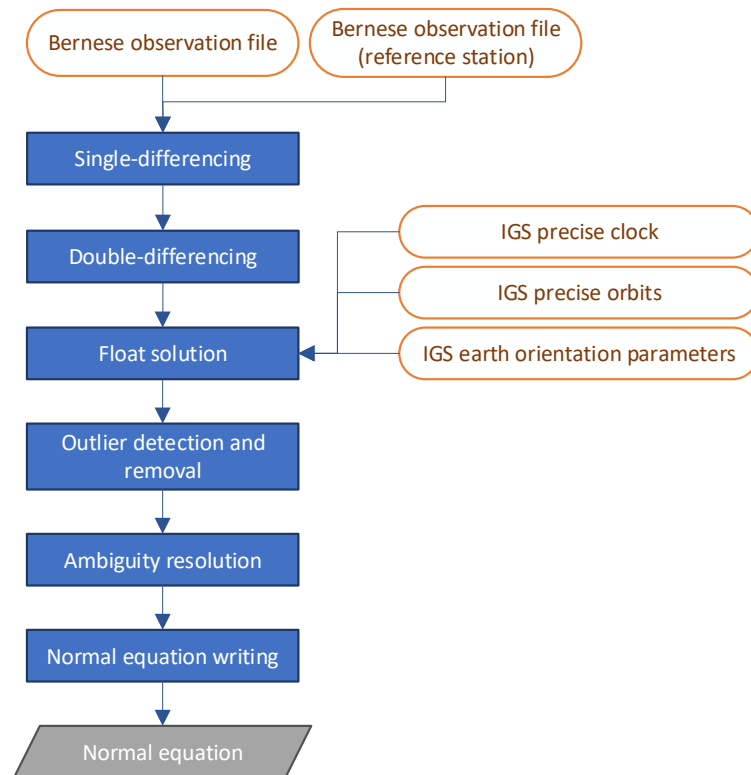 Bernese observation file
Bernese observation file
(reference station)
Single-differencing
Double-differencing
IGS precise clock
IGS precise orbits
Float solution
IGS earth orientation parameters
Outlier detection and
removal
Ambiguity resolution
Normal equation writing
Normal equation